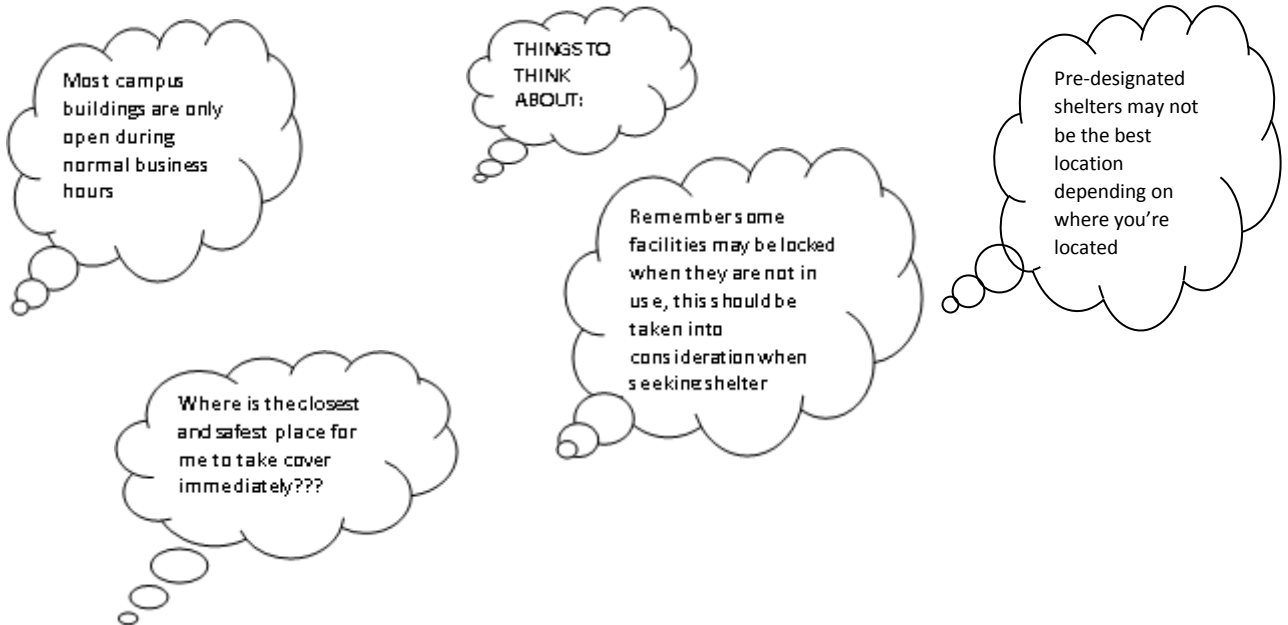 THINGS TO
THINK
ABOUT:
Most campus
buildings are only
open during
normal business
hours
Pre-designated
shelters may not
be the best
location
depending on
where you’re
located
Remember some
facilities may be locked
when they are not in
use, this should be
taken into
consideration when
seeking shelter
Where is the closest
and safest place for
me to take cover
immediately???